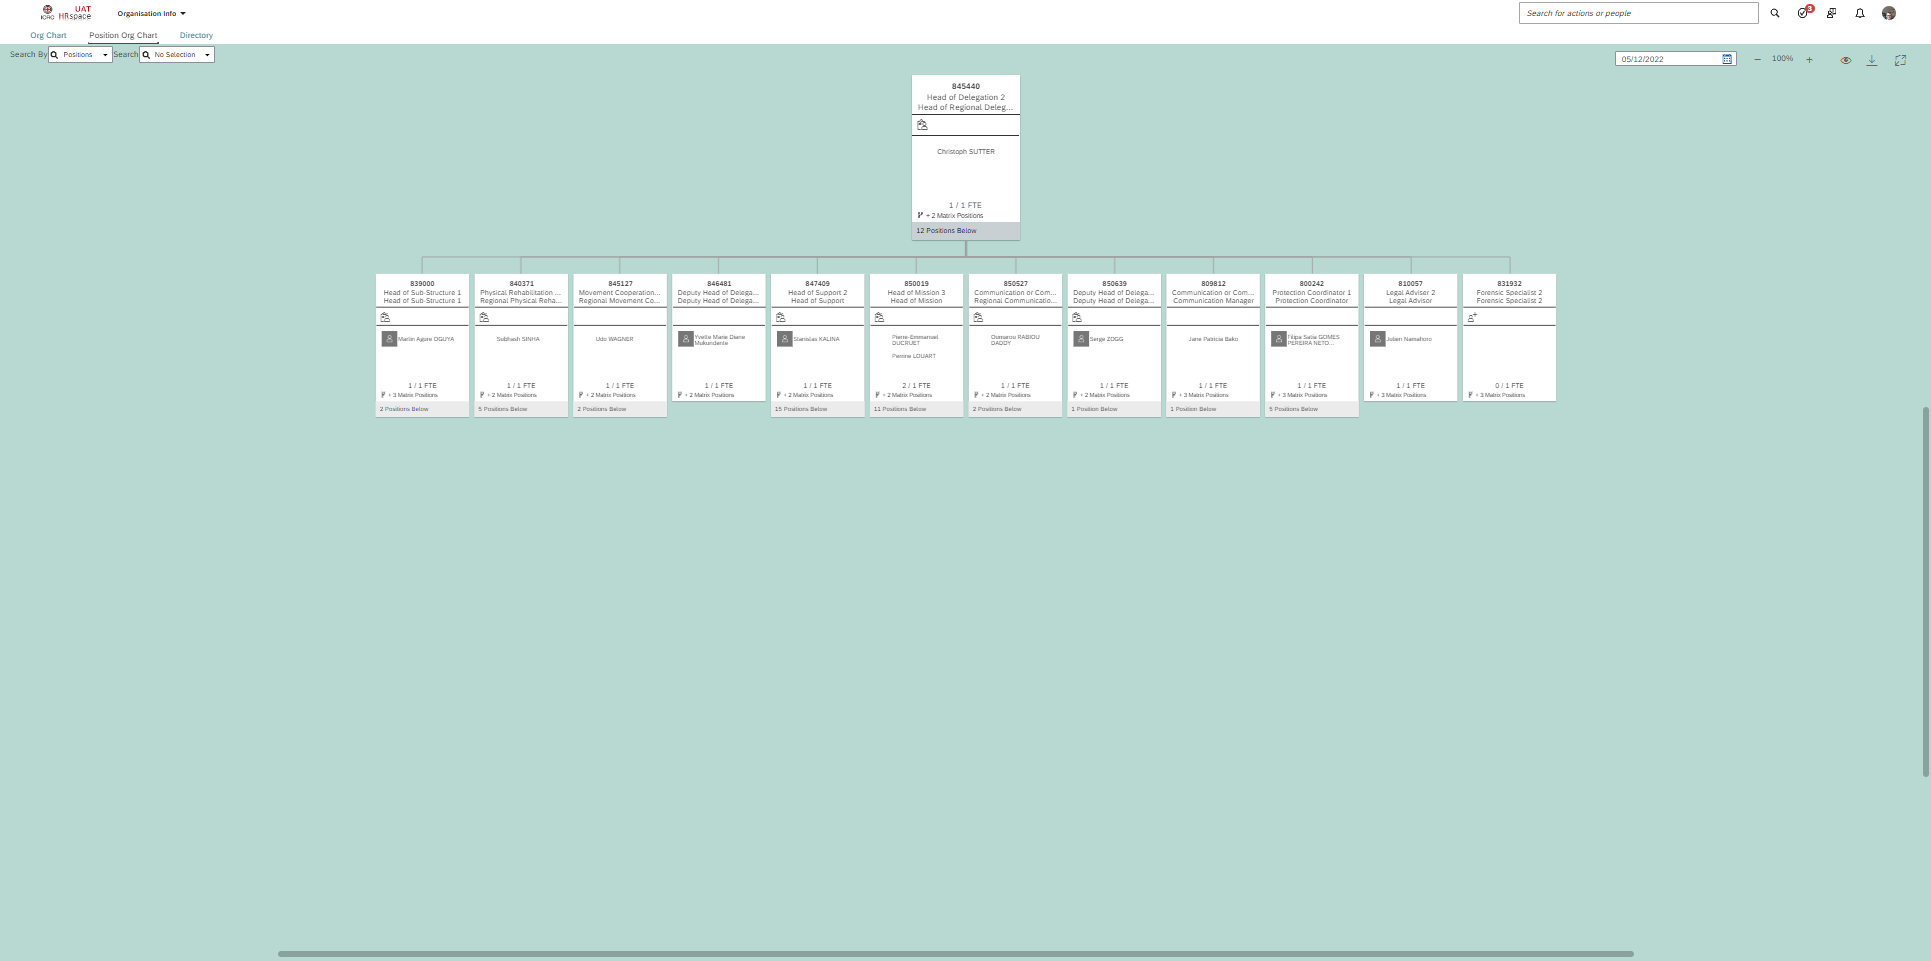 ICRC
UAT
HRspace
Organisation Info
Search for actions or people
3
Org Chart
Position Org Chart
Directory
Search By
Positions
Search
No Selection
05/12/2022
100%
845440
Head of Delegation 2
Head of Regional Deleg...
Christoph SUTTER
1 / 1 FTE
+ 2 Matrix Positions
12 Positions Below
839000
Head of Sub-Structure 1
Head of Sub-Structure 1
Martin Agure OGUYA
1 / 1 FTE
+ 3 Matrix Positions
2 Positions Below
840371
Physical Rehabilitation ...
Regional Physical Reha...
Subhash SINHA
1 / 1 FTE
+ 2 Matrix Positions
5 Positions Below
845127
Movement Cooperation...
Regional Movement Co...
Udo WAGNER
1 / 1 FTE
+ 2 Matrix Positions
2 Positions Below
846481
Deputy Head of Delega...
Deputy Head of Delega...
Yvette Marie Diane
Mukundente
1 / 1 FTE
+ 2 Matrix Positions
847409
Head of Support 2
Head of Support
Stanislas KALINA
1 / 1 FTE
+ 2 Matrix Positions
15 Positions Below
850019
Head of Mission 3
Head of Mission
Pierre-Emmanuel
DUCRUET
Perrine LOUART
2 / 1 FTE
+ 2 Matrix Positions
11 Positions Below
850527
Communication or Com...
Regional Communicatio...
Oumarou RABIOU
DADDY
1 / 1 FTE
+ 2 Matrix Positions
2 Positions Below
850639
Deputy Head of Delega...
Deputy Head of Delega...
Serge ZOGG
1 / 1 FTE
+ 2 Matrix Positions
1 Position Below
809812
Communication or Com...
Communication Manager
Jane Patricia Bako
1 / 1 FTE
+ 3 Matrix Positions
1 Position Below
800242
Protection Coordinator 1
Protection Coordinator
Filipa Satia GOMES
PEREIRA NETO...
1 / 1 FTE
+ 3 Matrix Positions
5 Positions Below
810057
Legal Adviser 2
Legal Advisor
Julien Namahoro
1 / 1 FTE
+ 3 Matrix Positions
831932
Forensic Specialist 2
Forensic Specialist 2
0 / 1 FTE
+ 3 Matrix Positions